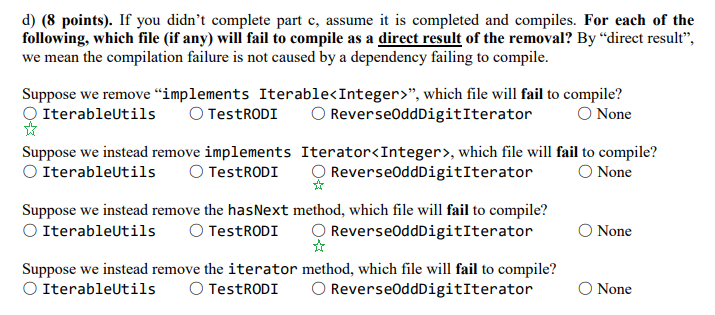 d) (8 points). If you didn’t complete part c, assume it is completed and compiles. For each of the
following, which file (if any) will fail to compile as a direct result of the removal? By “direct result”,
we mean the compilation failure is not caused by a dependency failing to compile.
Suppose we remove “implements Iterable<Integer>”, which file will fail to compile?
IterableUtils TestRODI ReverseOddDigitIterator None
Suppose we instead remove implements Iterator<Integer>, which file will fail to compile?
IterableUtils TestRODI ReverseOddDigitIterator None
Suppose we instead remove the hasNext method, which file will fail to compile?
IterableUtils TestRODI ReverseOddDigitIterator None
Suppose we instead remove the iterator method, which file will fail to compile?
IterableUtils TestRODI ReverseOddDigitIterator None